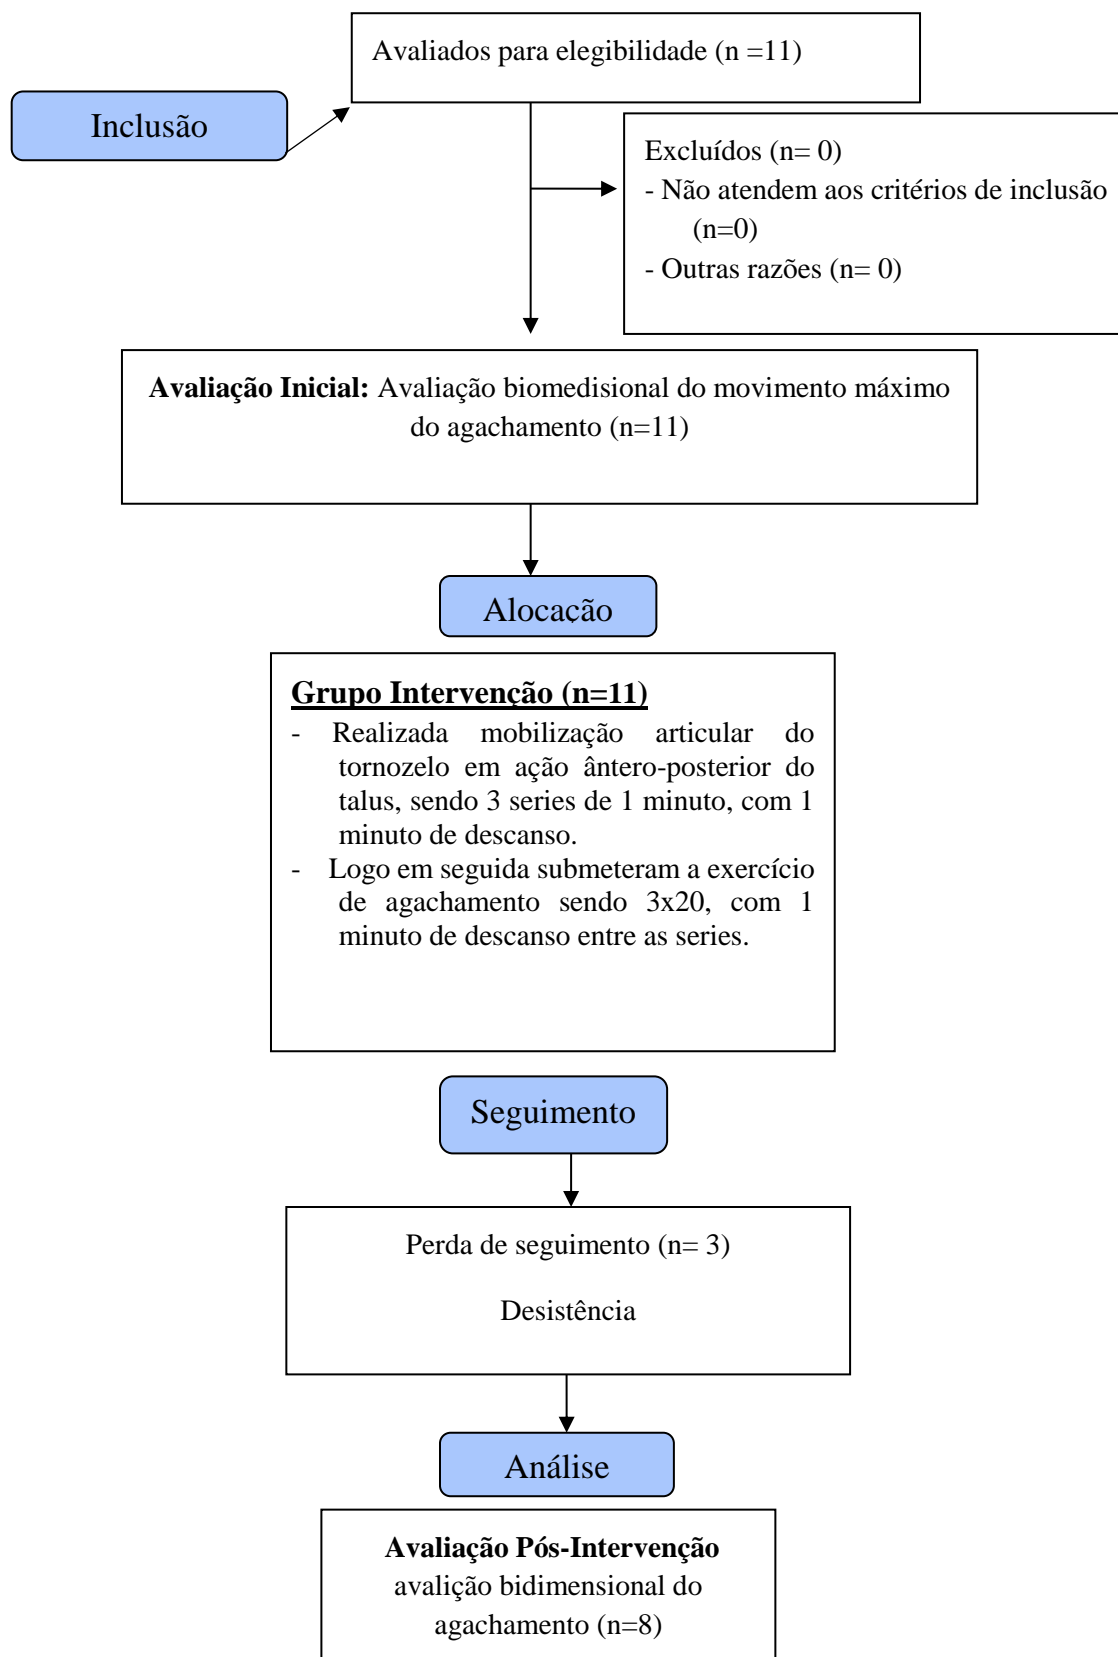 Avaliados para elegibilidade (n =11)
Inclusão
Excluídos (n= 0)
- Não atendem aos critérios de inclusão
(n=0)
- Outras razões (n= 0)
Avaliação Inicial: Avaliação biomedisional do movimento máximo
do agachamento (n=11)
Alocação
Grupo Intervenção (n=11)
- Realizada mobilização articular do
tornozelo em ação ântero-posterior do
talus, sendo 3 series de 1 minuto, com 1
minuto de descanso.
- Logo em seguida submeteram a exercício
de agachamento sendo 3x20, com 1
minuto de descanso entre as series.
Seguimento
Perda de seguimento (n= 3)
Desistência
Análise
Avaliação Pós-Intervenção
avalição bidimensional do
agachamento (n=8)